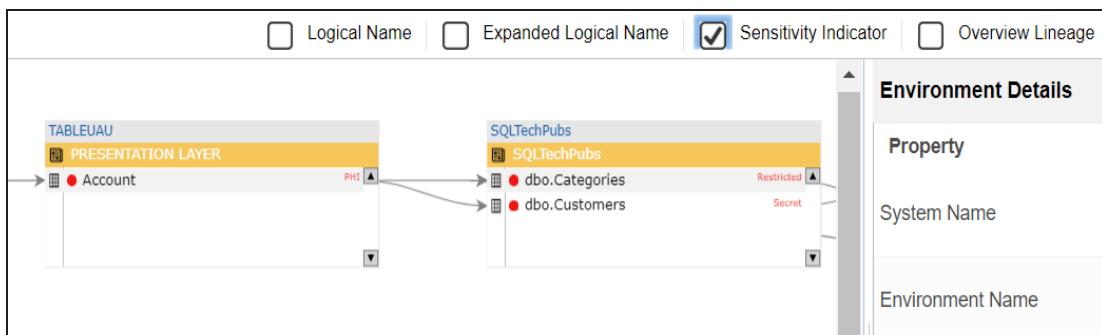 Logical Name Expanded Logical Name Sensitivity Indicator Overview Lineage
Environment Details
TABLEUAU
PRESENTATION LAYER
Account PHI
SQLTechPubs
SQLTechPubs
dbo.Categories Restricted
dbo.Customers Secret
Property
System Name
Environment Name